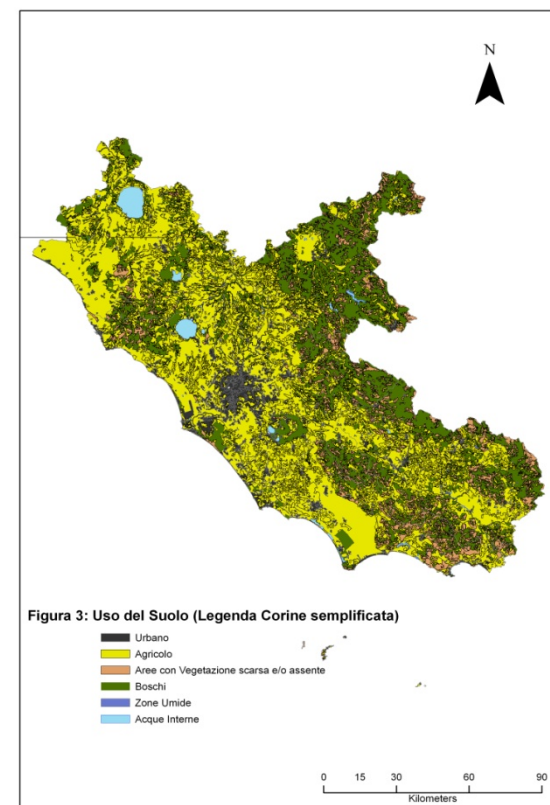 N
Figura 3: Uso del Suolo (Legenda Corine semplificata)
Urbano
Agricolo
Aree con Vegetazione scarsa e/o assente
Boschi
Zone Umide
Acque Interne
0 15 30 60 90
Kilometers